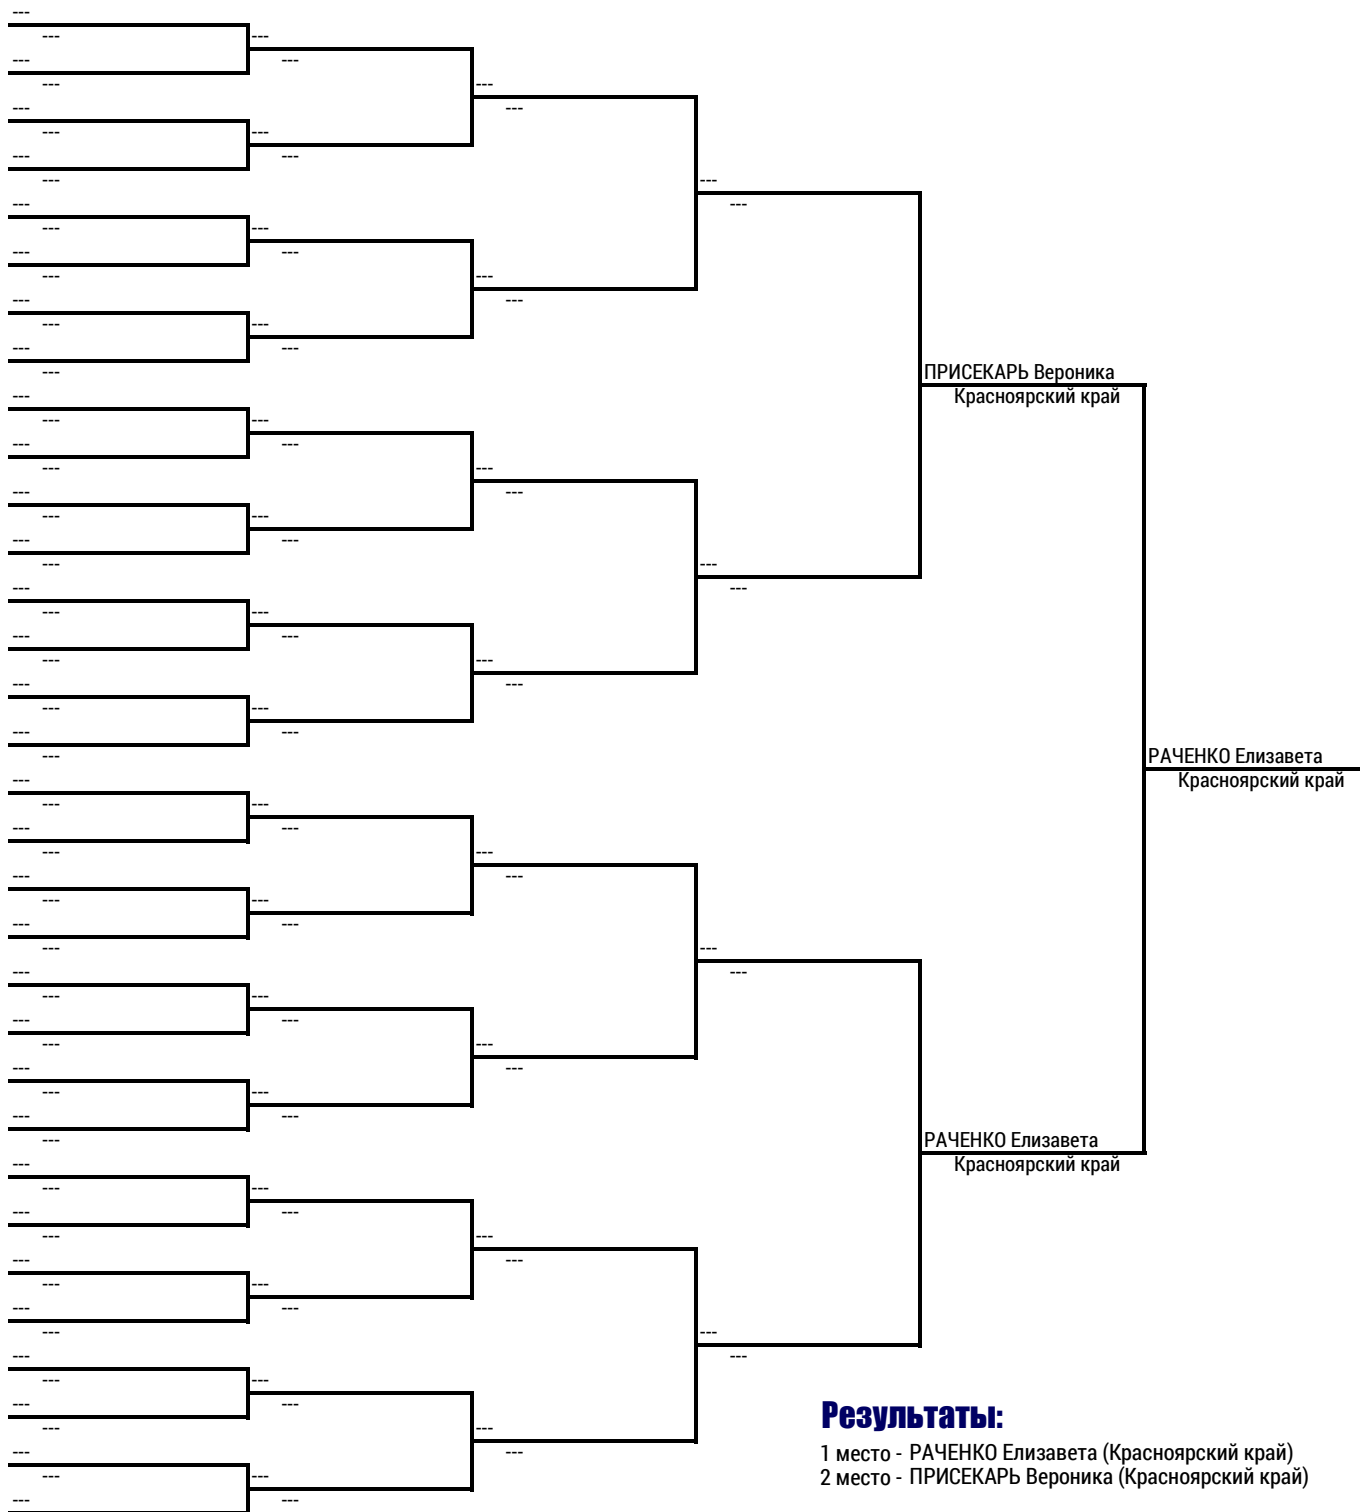 ПРИСЕКАРЬ Вероника
Красноярский край
РАЧЕНКО Елизавета
Красноярский край
РАЧЕНКО Елизавета
Красноярский край
Результаты:
1 место - РАЧЕНКО Елизавета (Красноярский край)
2 место - ПРИСЕКАРЬ Вероника (Красноярский край)